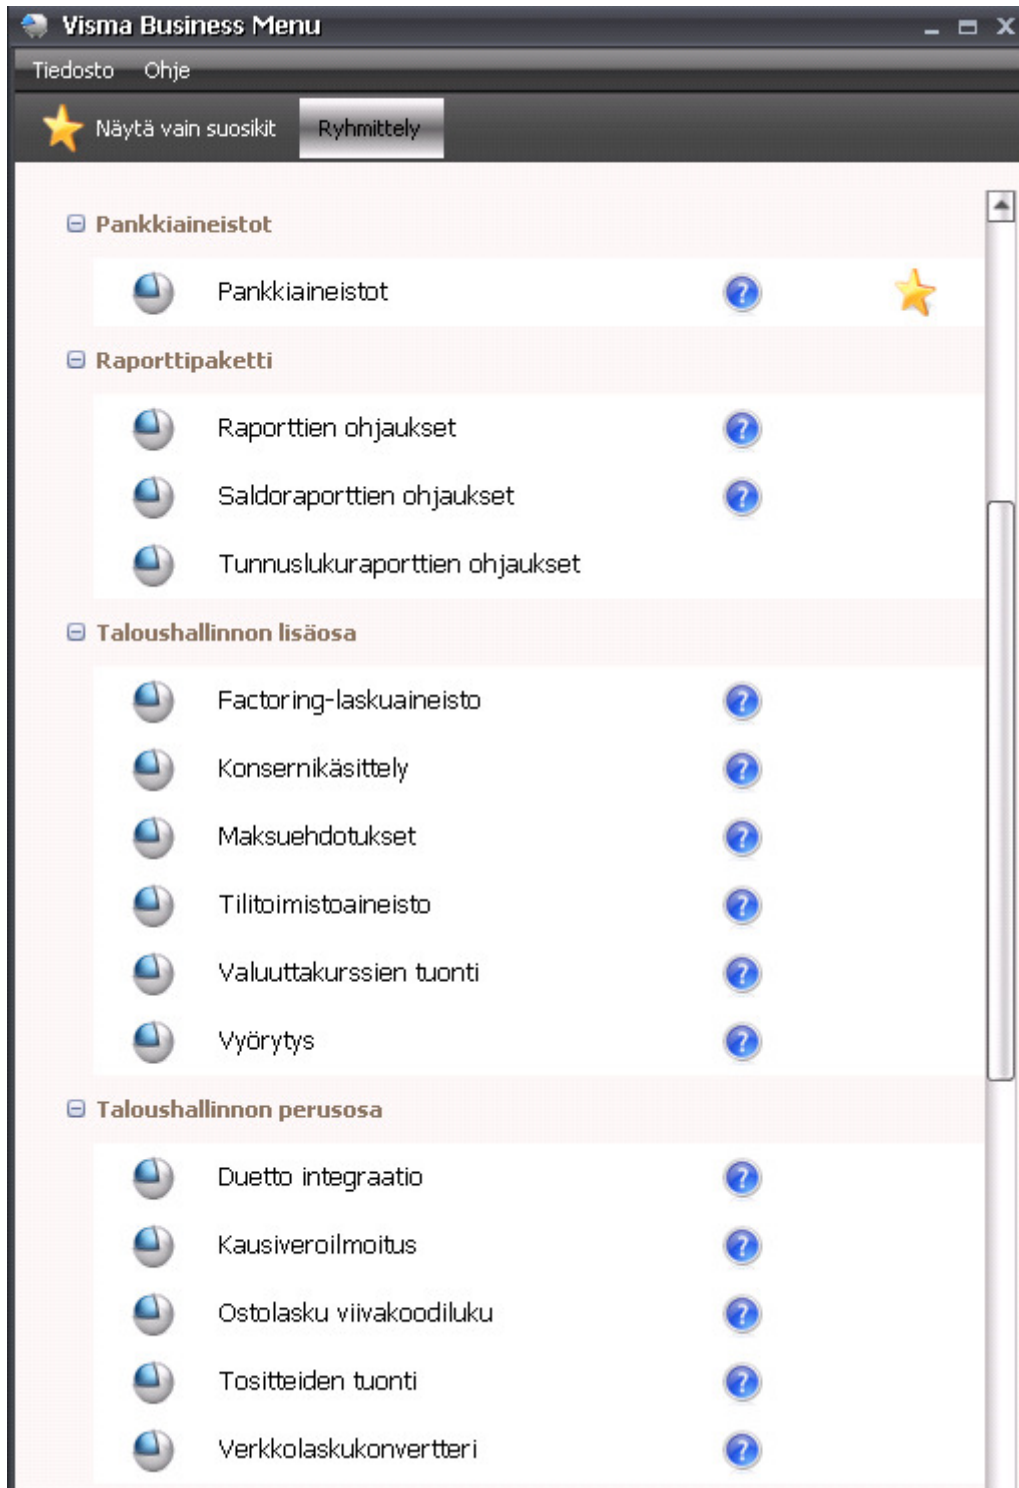 Visma Business Menu
Tiedosto Ohje
Näytä vain suosikit Ryhmittely
Pankkiaineistot
Pankkiaineistot
Raporttipaketti
Raporttien ohjaukset
Saldoraporttien ohjaukset
Tunnuslukuraporttien ohjaukset
Taloushallinnon lisäosa
Factoring-laskuaineisto
Konsernikäsittely
Maksuehdotukset
Tilitoimistoaineisto
Valuuttakurssien tuonti
Vyörytys
Taloushallinnon perusosa
Duetto integraatio
Kausiveroilmoitus
Ostolasku viivakoodiluku
Tositteiden tuonti
Verkkolaskukonvertteri